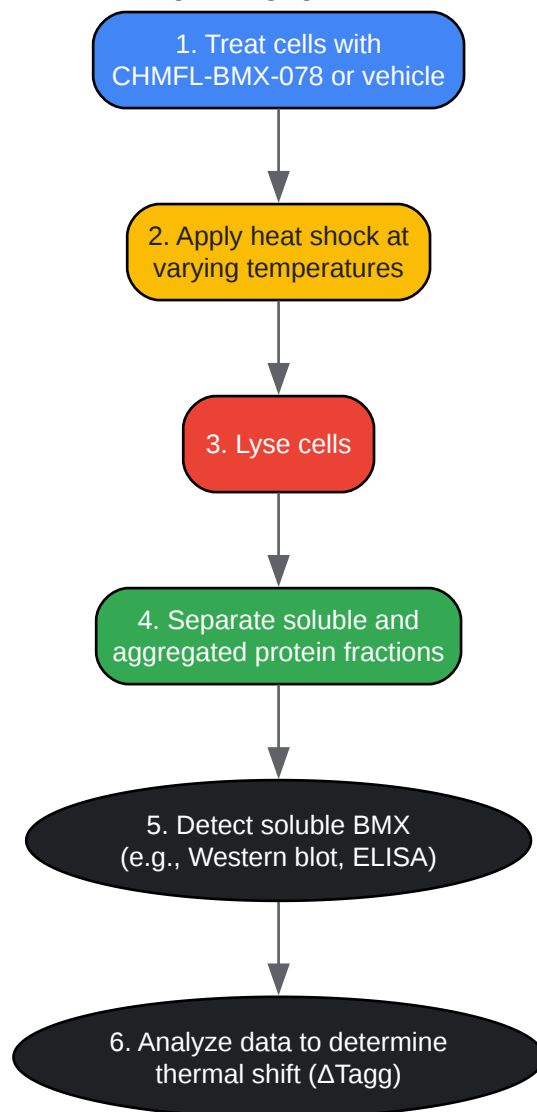 1. Treat cells with
CHMFL-BMX-078 or vehicle
2. Apply heat shock at
varying temperatures
3. Lyse cells
4. Separate soluble and
aggregated protein fractions
5. Detect soluble BMX
(e.g., Western blot, ELISA)
6. Analyze data to determine
thermal shift (ΔTagg)